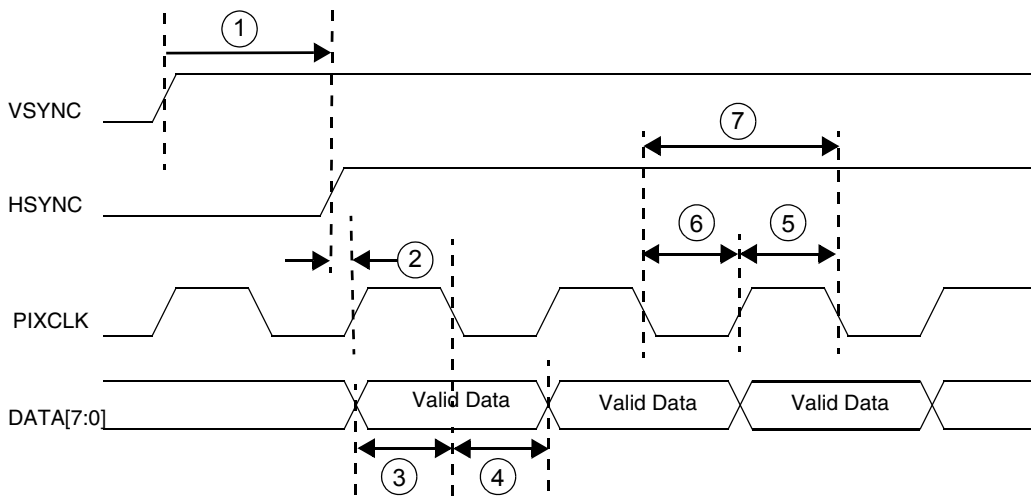 1
VSYNC
7
HSYNC
6
5
2
PIXCLK
DATA[7:0]
Valid Data
Valid Data
Valid Data
3
4